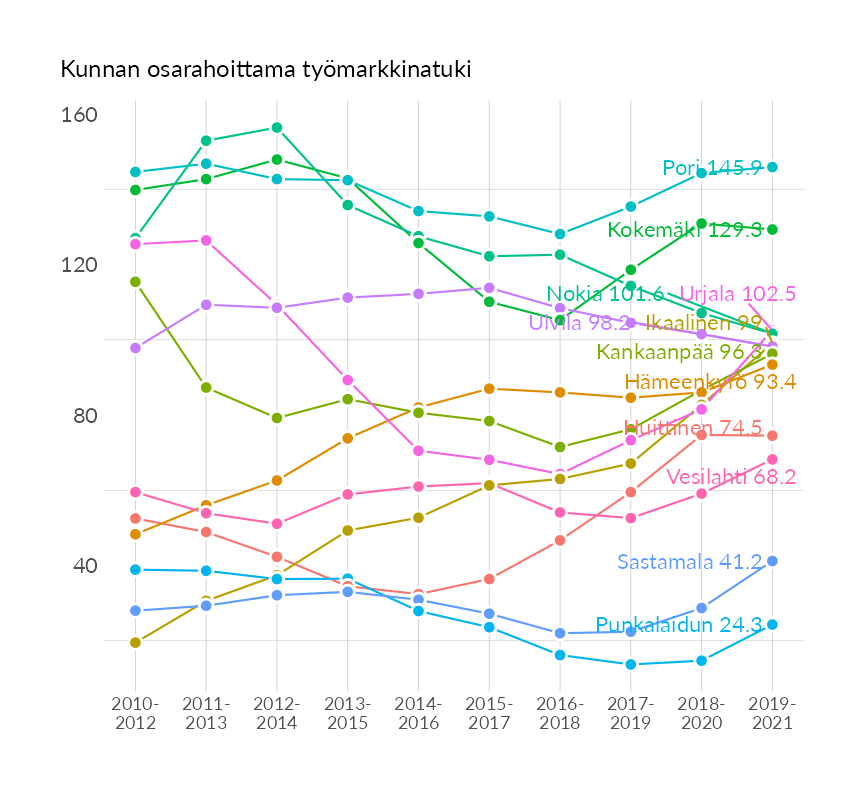 Kunnan osarahoittama työmarkkinatuki
160
120
80
40
Pori 145.9
Kokemäki 129.3
Nokia 101.6
Urjala 102.5
Ulvila 98.2
Ikaalinen 99
Kankaanpää 96.3
Hämeenkyrö 93.4
Huittinen 74.5
Vesilahti 68.2
Sastamala 41.2
Punkalaidun 24.3
2010-
2012
2011-
2013
2012-
2014
2013-
2015
2014-
2016
2015-
2017
2016-
2018
2017-
2019
2018-
2020
2019-
2021